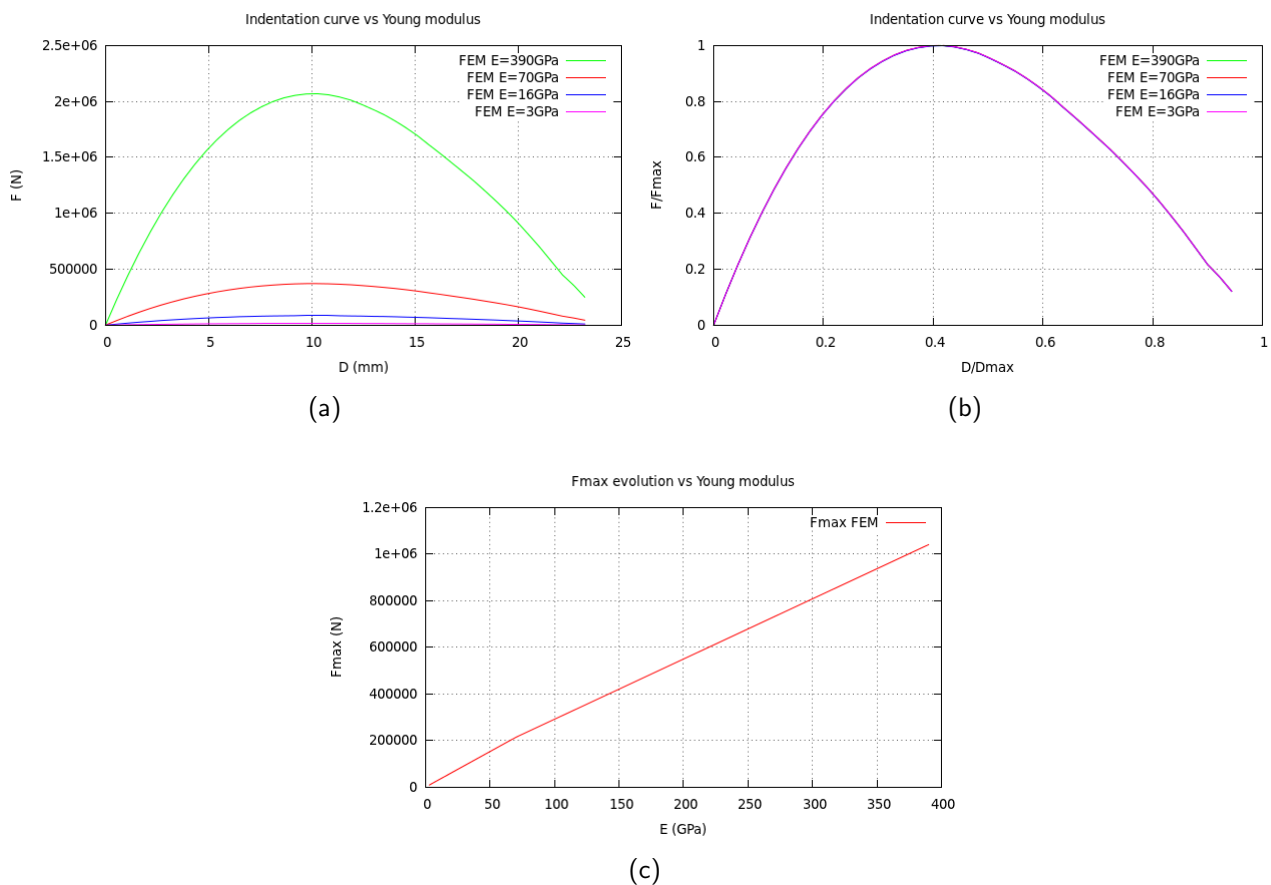 Indentation curve vs Young modulus
2.5e+06
2e+06
1.5e+06
1e+06
500000
0
F (N)
FEM E=390GPa
FEM E=70GPa
FEM E=16GPa
FEM E=3GPa
0 5 10 15 20 25
D (mm)
(a)
Indentation curve vs Young modulus
1
0.8
0.6
0.4
0.2
0
F/Fmax
FEM E=390GPa
FEM E=70GPa
FEM E=16GPa
FEM E=3GPa
0 0.2 0.4 0.6 0.8 1
D/Dmax
(b)
Fmax evolution vs Young modulus
1.2e+06
1e+06
800000
600000
400000
200000
0
Fmax (N)
Fmax FEM
0 50 100 150 200 250 300 350 400
E (GPa)
(c)